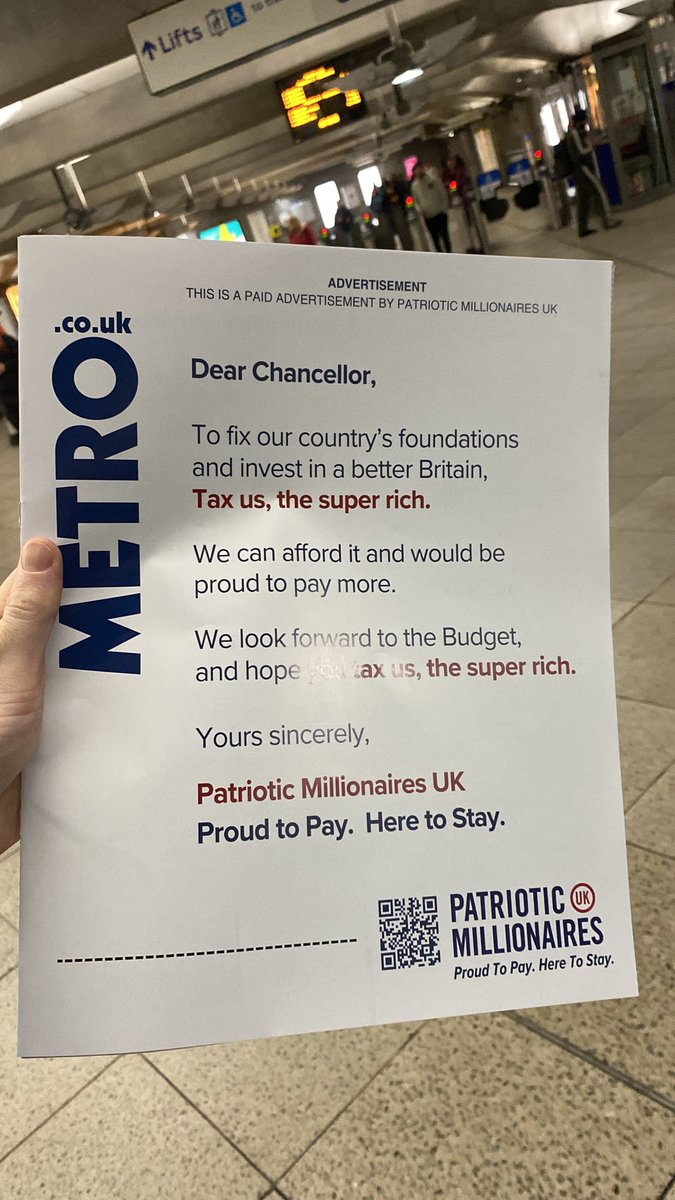 ↑Lifts
to
ADVERTISEMENT
THIS IS A PAID ADVERTISEMENT BY PATRIOTIC MILLIONAIRES UK
METRO
.co.uk
Dear Chancellor,
To fix our country's foundations
and invest in a better Britain,
Tax us, the super rich.
We can afford it and would be
proud to pay more.
We look forward to the Budget,
and hope you tax us, the super rich.
Yours sincerely,
Patriotic Millionaires UK
Proud to Pay. Here to Stay.
PATRIOTIC UK
MILLIONAIRES
Proud To Pay. Here To Stay.